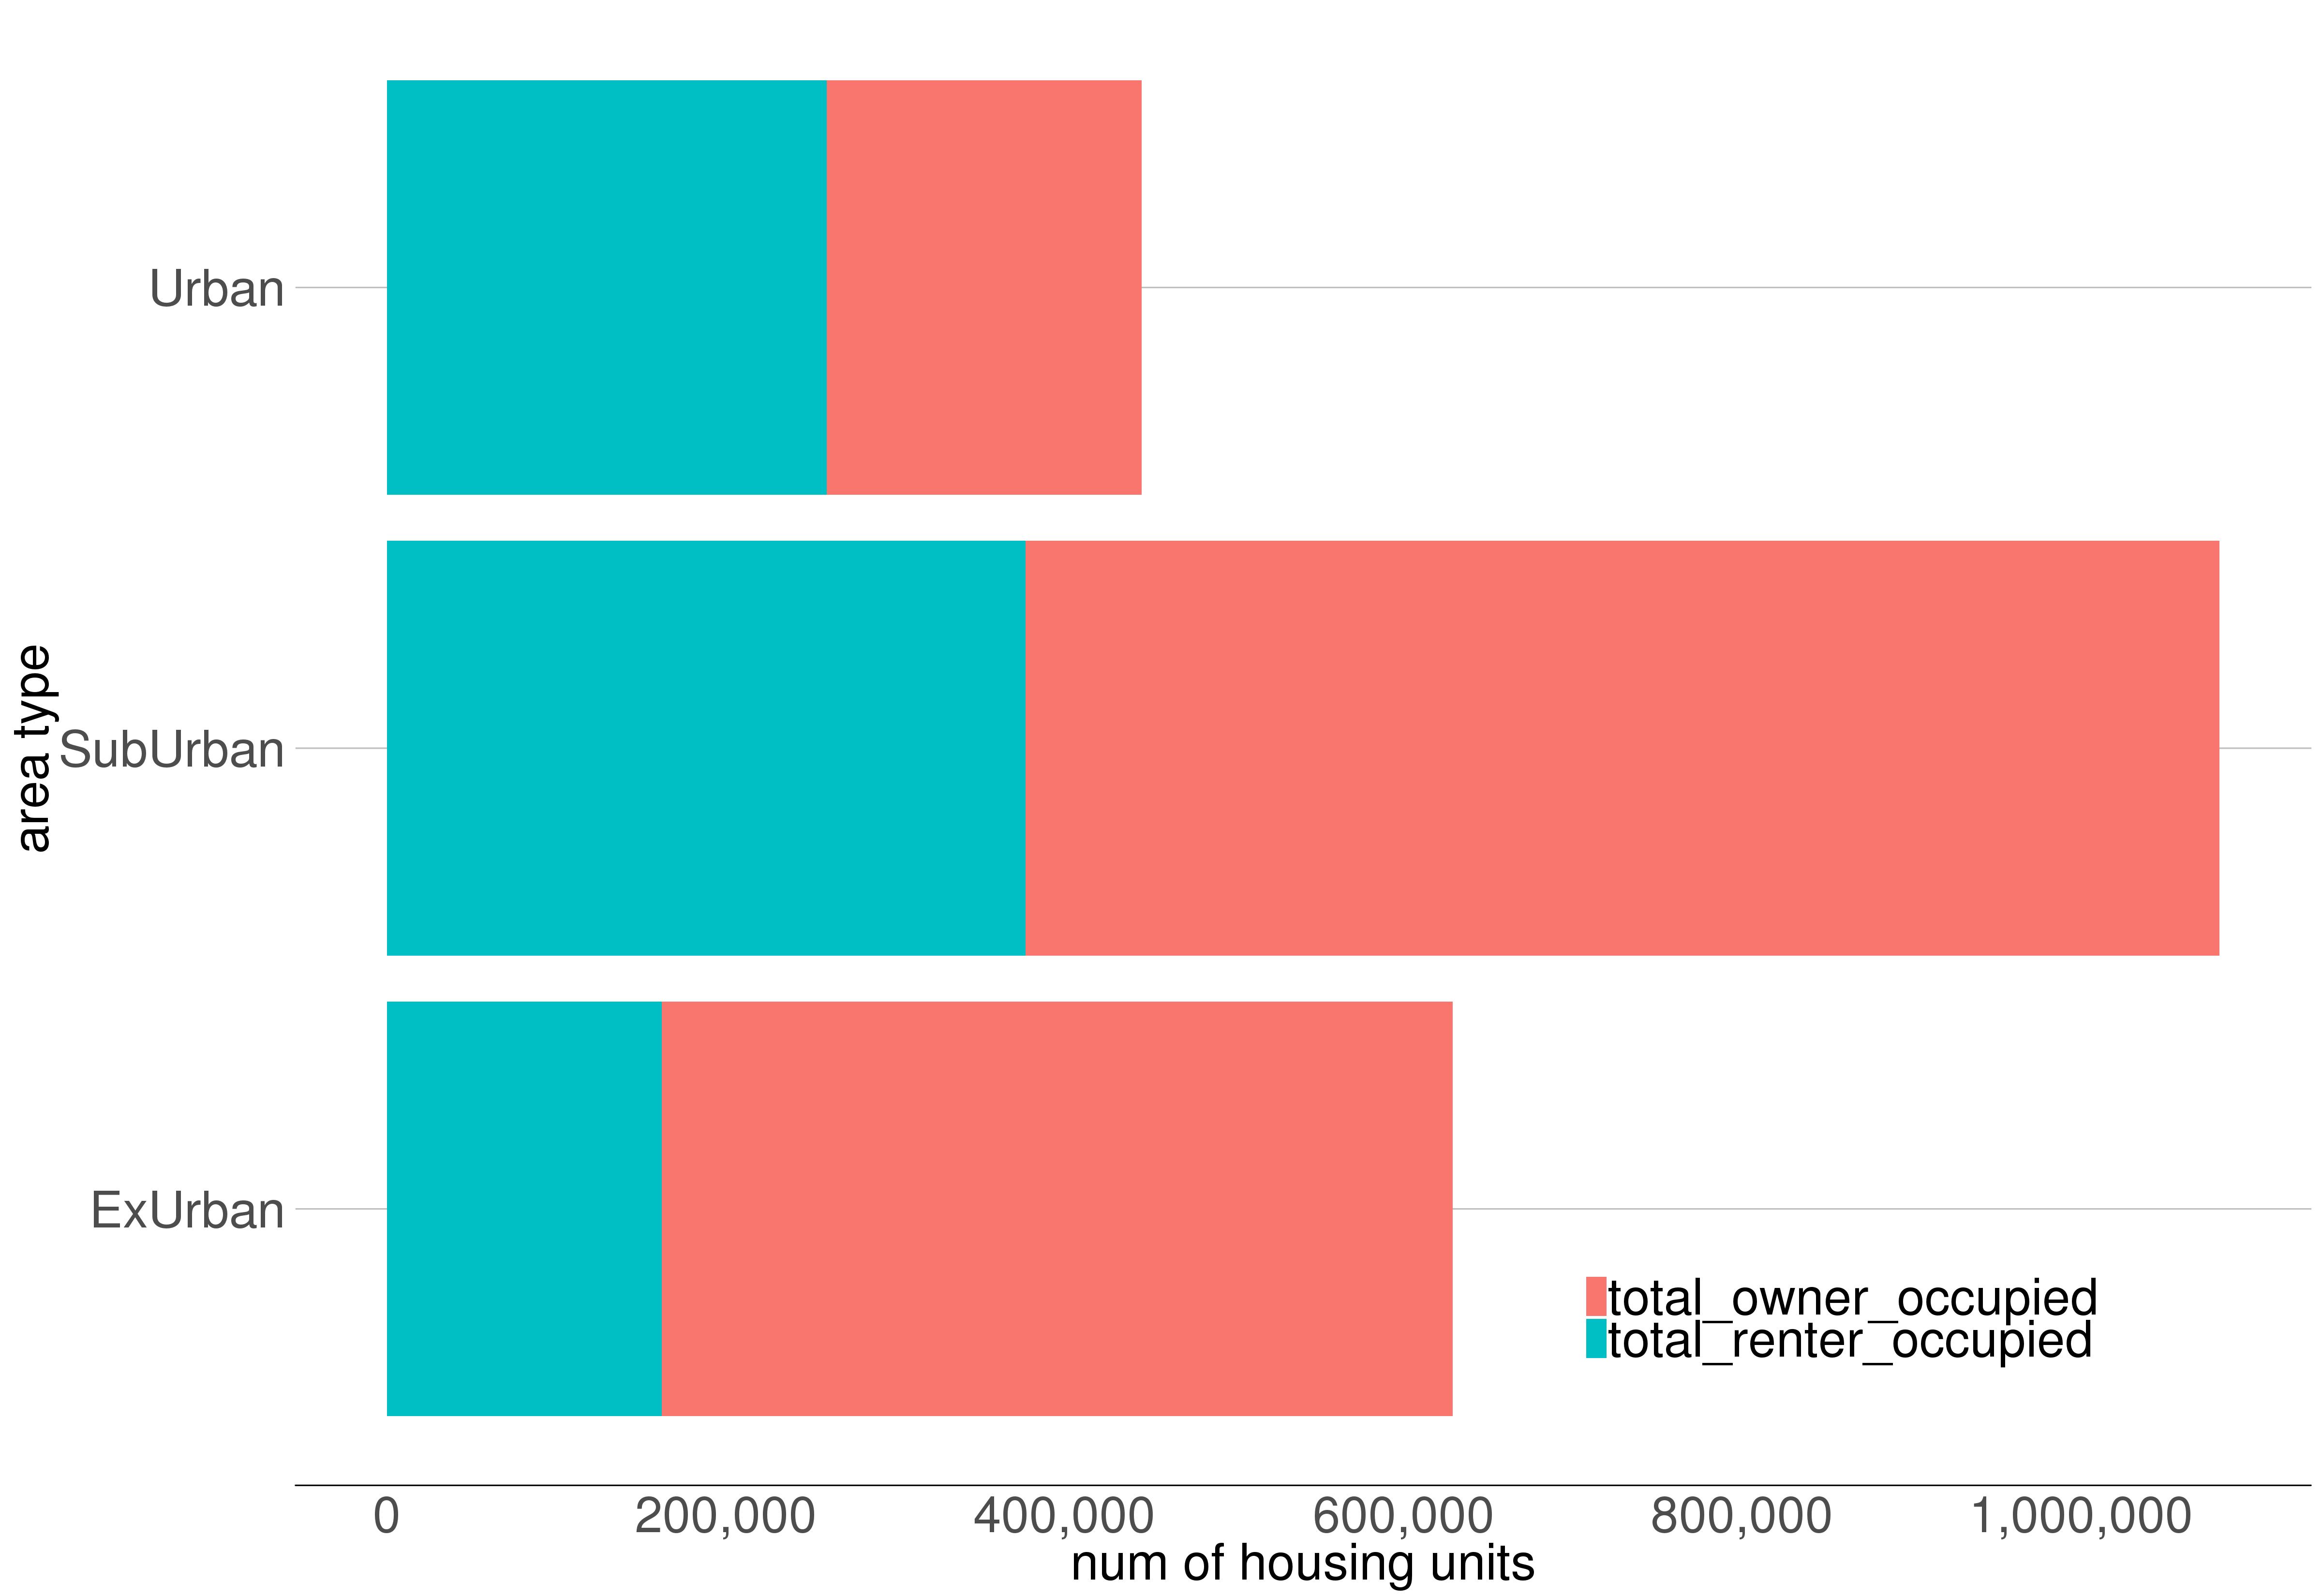 Urban
SubUrban
ExUrban
area type
total_owner_occupied
total_renter_occupied
0 200,000 400,000 600,000 800,000 1,000,000
num of housing units